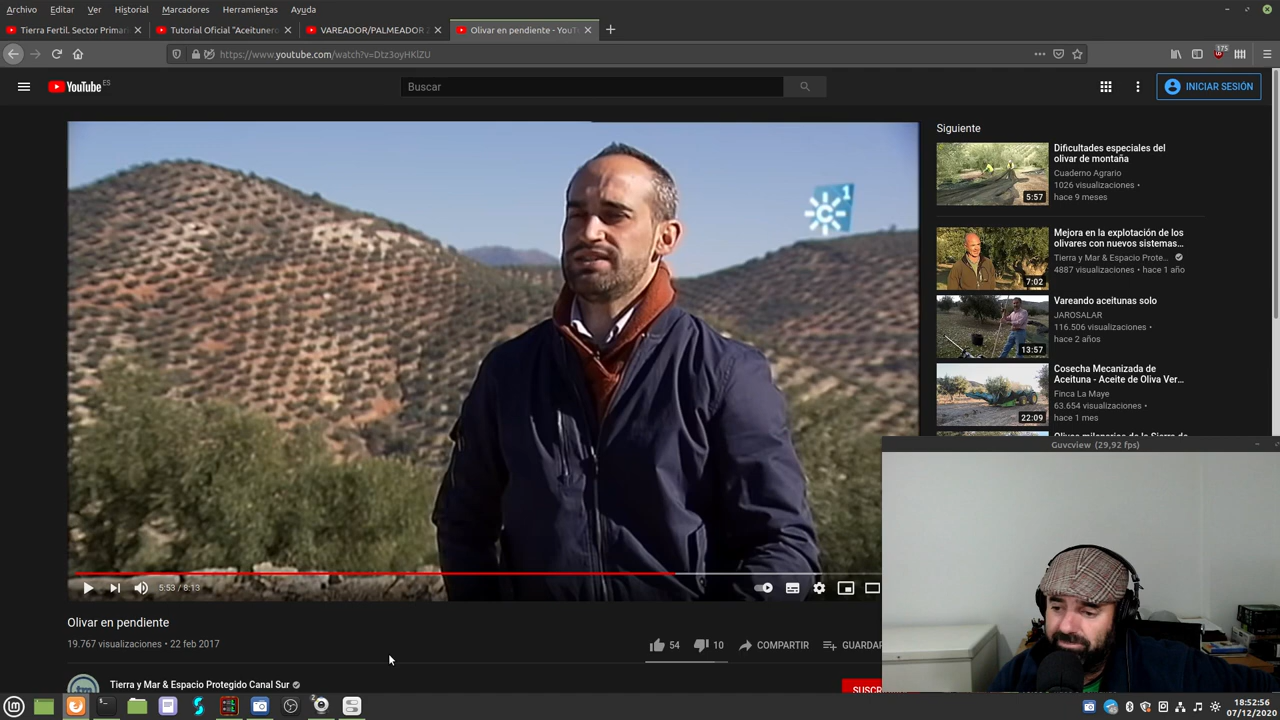 Archivo Editar Ver Historial Marcadores Herramientas Ayuda
Tierra Fertil. Sector Primar
Tutorial Oficial "Aceitunero
VAREADOR/PALMEADOR
Olivar en pendiente - YouT
https://www.youtube.com/watch?v=Dtz3oyHKlZU
175
YouTube ES
Buscar
INICIAR SESIÓN
1
Siguiente
Dificultades especiales del
olivar de montaña
Cuaderno Agrario
1026 visualizaciones •
hace 9 meses
5:57
Mejora en la explotación de los
olivares con nuevos sistemas...
Tierra y Mar & Espacio Prote...
4887 visualizaciones • hace 1 año
7:02
Vareando aceitunas solo
JAROSALAR
116.506 visualizaciones •
hace 2 años
13:57
Cosecha Mecanizada de
Aceituna - Aceite de Oliva Ver...
Finca La Maye
63.654 visualizaciones •
hace 1 mes
22:09
Guvcview (29,92 fps)
5:53 / 8:13
Olivar en pendiente
19.767 visualizaciones • 22 feb 2017
54 10 COMPARTIR GUARDAR
Tierra y Mar & Espacio Protegido Canal Sur
18:52:56
07/12/2020